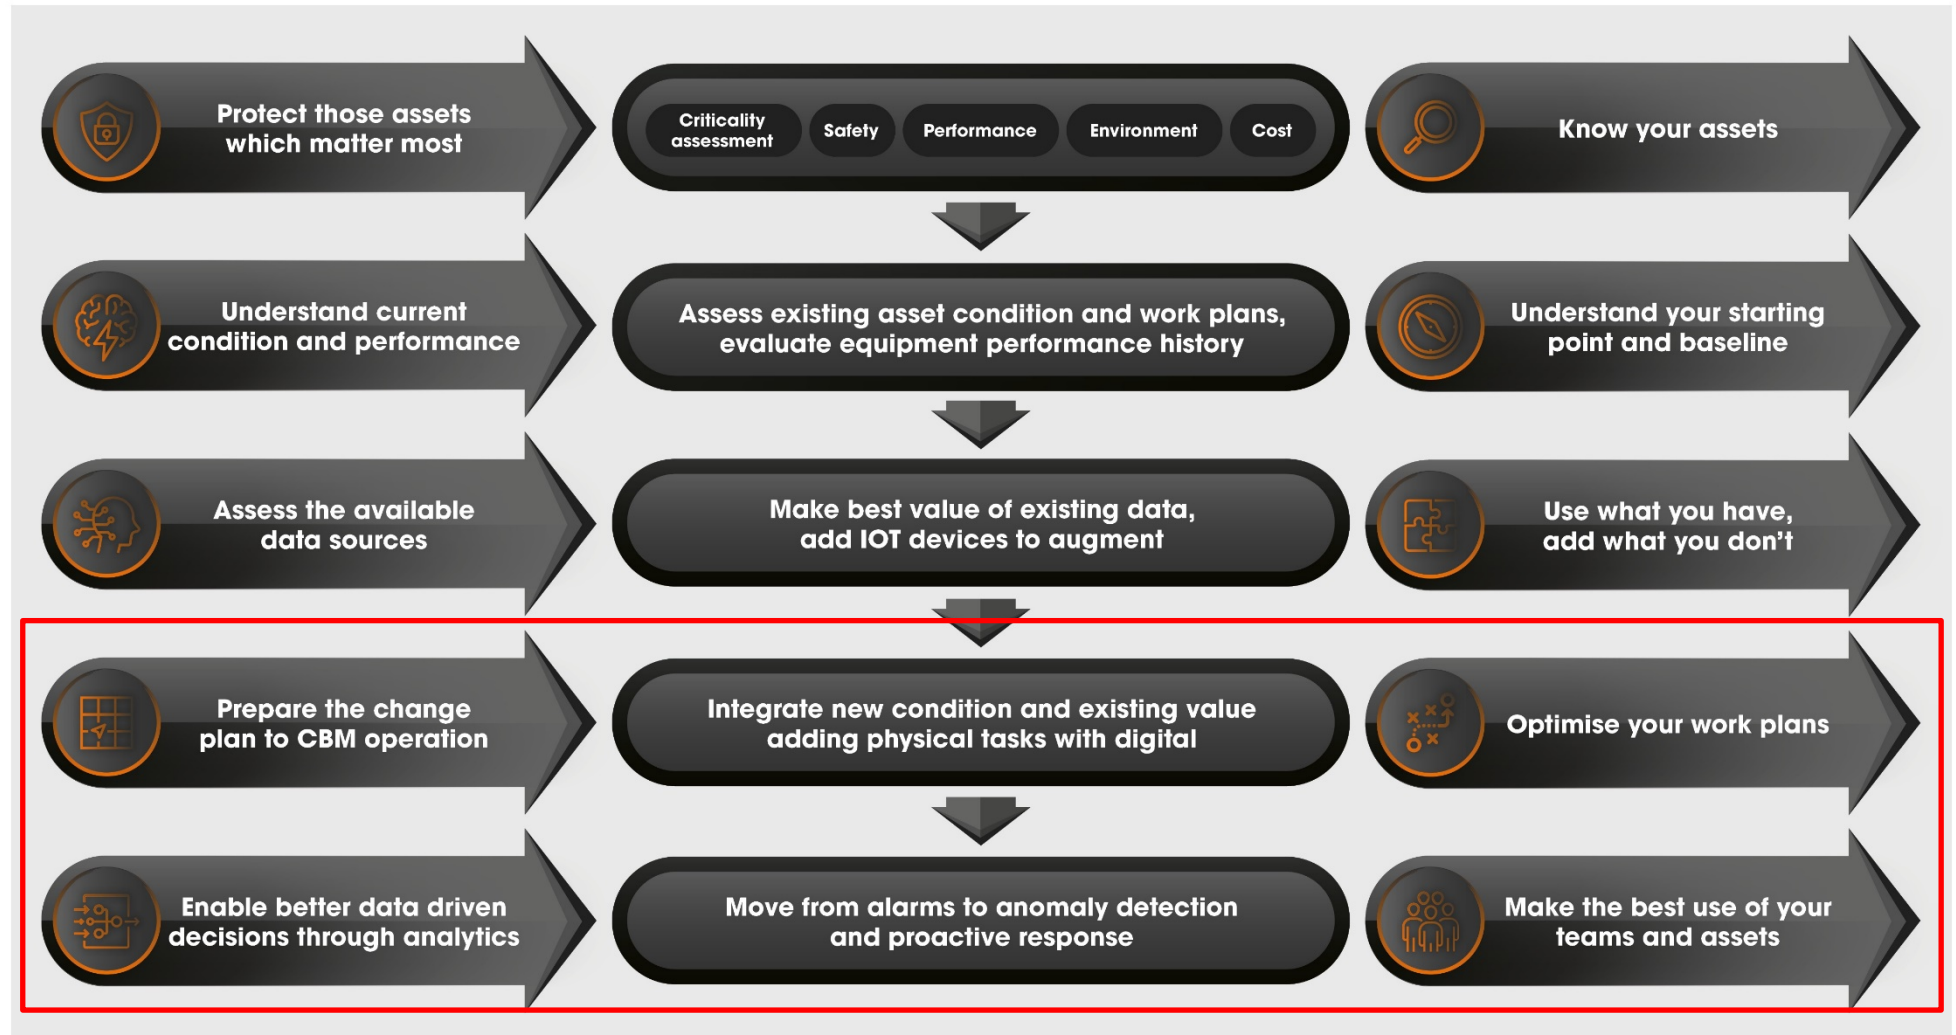 Protect those assets
which matter most
Criticality
assessment
Safety
Performance
Environment
Cost
Know your assets
Understand current
condition and performance
Assess existing asset condition and work plans,
evaluate equipment performance history
Understand your starting
point and baseline
Assess the available
data sources
Make best value of existing data,
add IOT devices to augment
Use what you have,
add what you don't
Prepare the change
plan to CBM operation
Integrate new condition and existing value
adding physical tasks with digital
Optimise your work plans
Enable better data driven
decisions through analytics
Move from alarms to anomaly detection
and proactive response
Make the best use of your
teams and assets